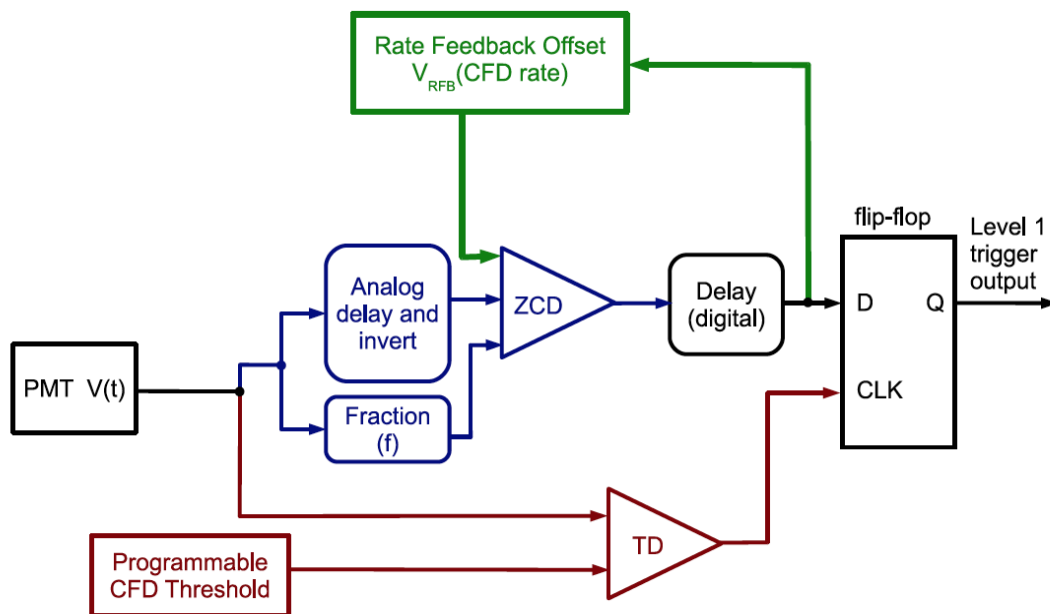 Rate Feedback Offset
V_RFB(CFD rate)
flip-flop
Level 1
trigger
output
Analog
delay and
invert
ZCD
Delay
(digital)
D
Q
PMT V(t)
CLK
Fraction
(f)
TD
Programmable
CFD Threshold